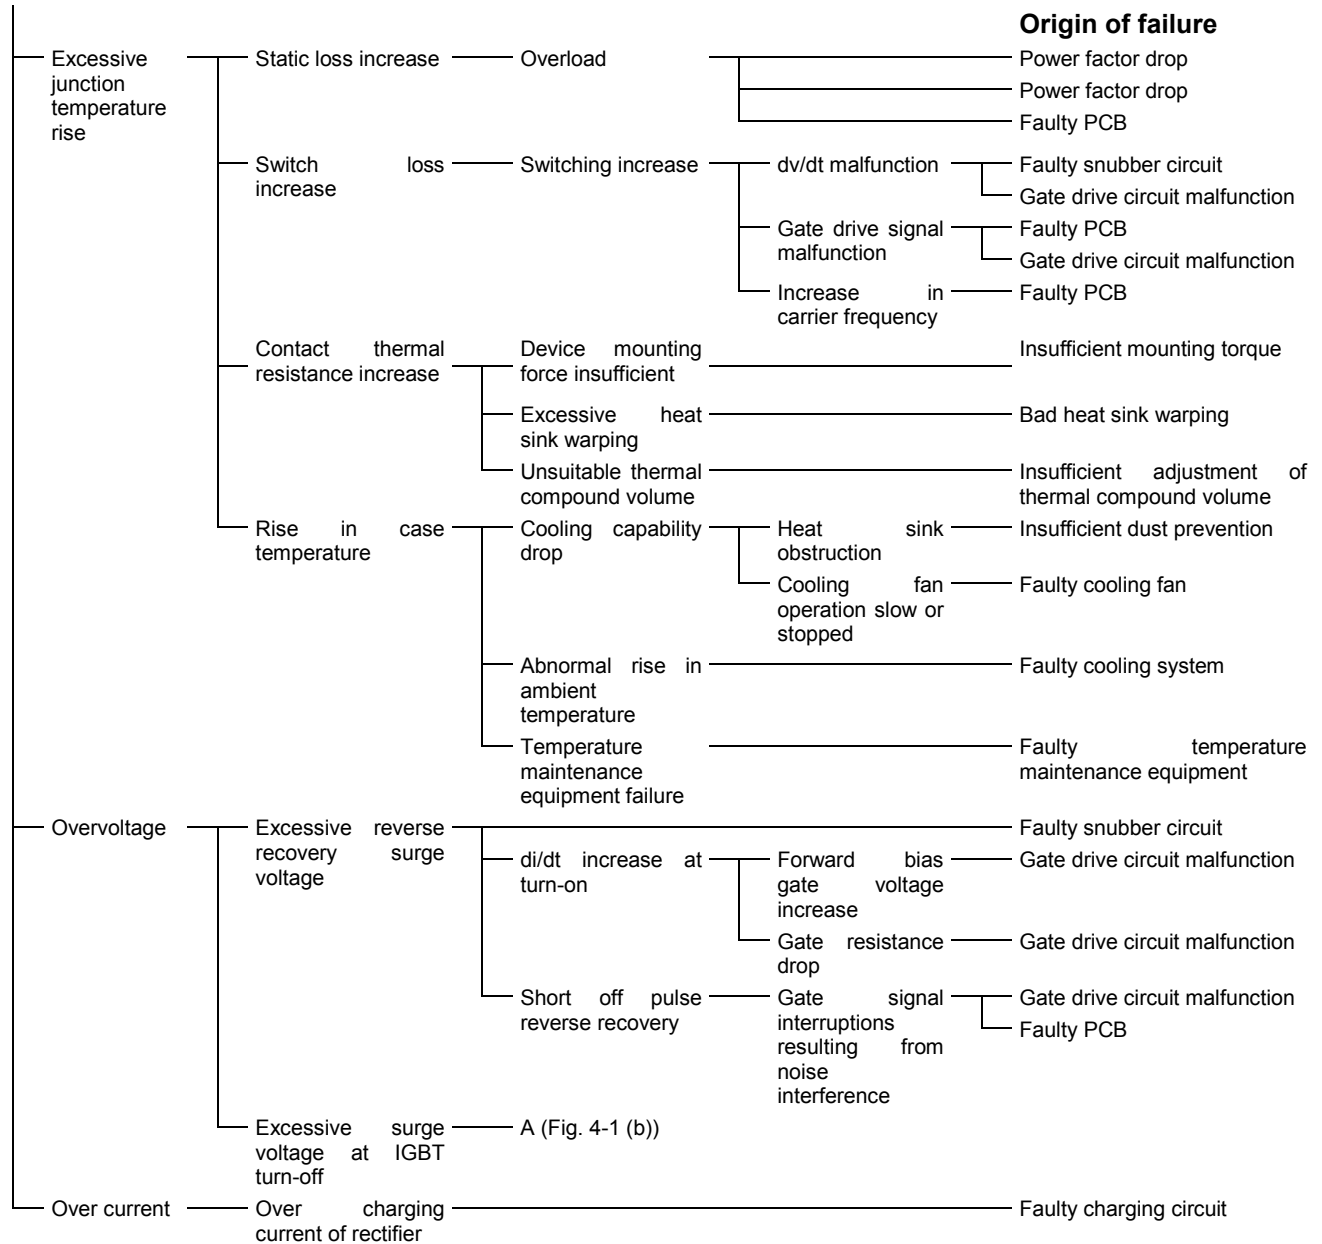 Origin of failure
Excessive
junction
temperature
rise
Static loss increase
Overload
Power factor drop
Power factor drop
Faulty PCB
Switch loss
increase
Switching increase
dv/dt malfunction
Faulty snubber circuit
Gate drive circuit malfunction
Gate drive signal
malfunction
Faulty PCB
Gate drive circuit malfunction
Increase in
carrier frequency
Faulty PCB
Contact thermal
resistance increase
Device mounting
force insufficient
Insufficient mounting torque
Excessive heat
sink warping
Bad heat sink warping
Unsuitable thermal
compound volume
Insufficient adjustment of
thermal compound volume
Rise in case
temperature
Cooling capability
drop
Heat sink
obstruction
Insufficient dust prevention
Cooling fan
operation slow or
stopped
Faulty cooling fan
Abnormal rise in
ambient
temperature
Faulty cooling system
Temperature
maintenance
equipment failure
Faulty temperature
maintenance equipment
Overvoltage
Excessive reverse
recovery surge
voltage
Faulty snubber circuit
di/dt increase at
turn-on
Forward bias
gate voltage
increase
Gate drive circuit malfunction
Gate resistance
drop
Gate drive circuit malfunction
Short off pulse
reverse recovery
Gate signal
interruptions
resulting from
noise
interference
Gate drive circuit malfunction
Faulty PCB
Excessive surge
voltage at IGBT
turn-off
A (Fig. 4-1 (b))
Over current
Over charging
current of rectifier
Faulty charging circuit